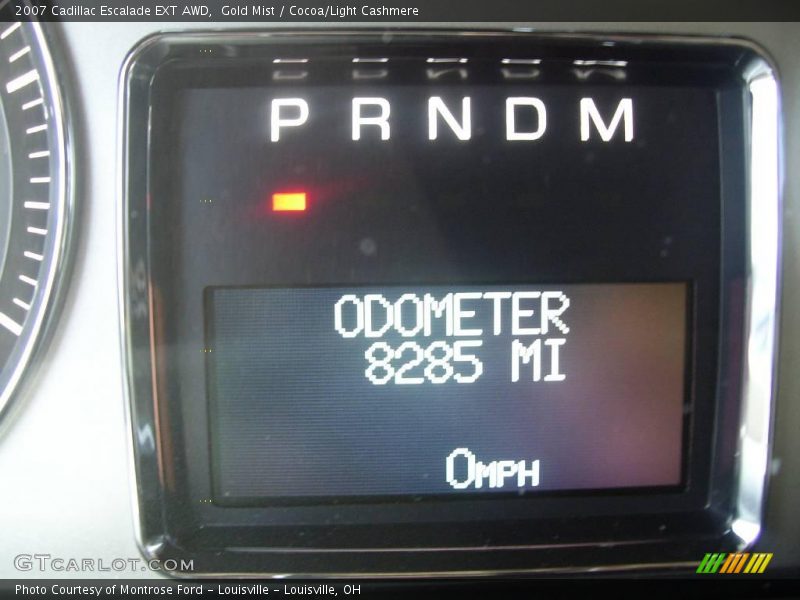 2007 Cadillac Escalade EXT AWD,  Gold Mist / Cocoa/Light Cashmere
P R N D M
ODOMETER
8285 MI
0MPH
GTCARLOT.COM
Photo Courtesy of Montrose Ford - Louisville - Louisville, OH